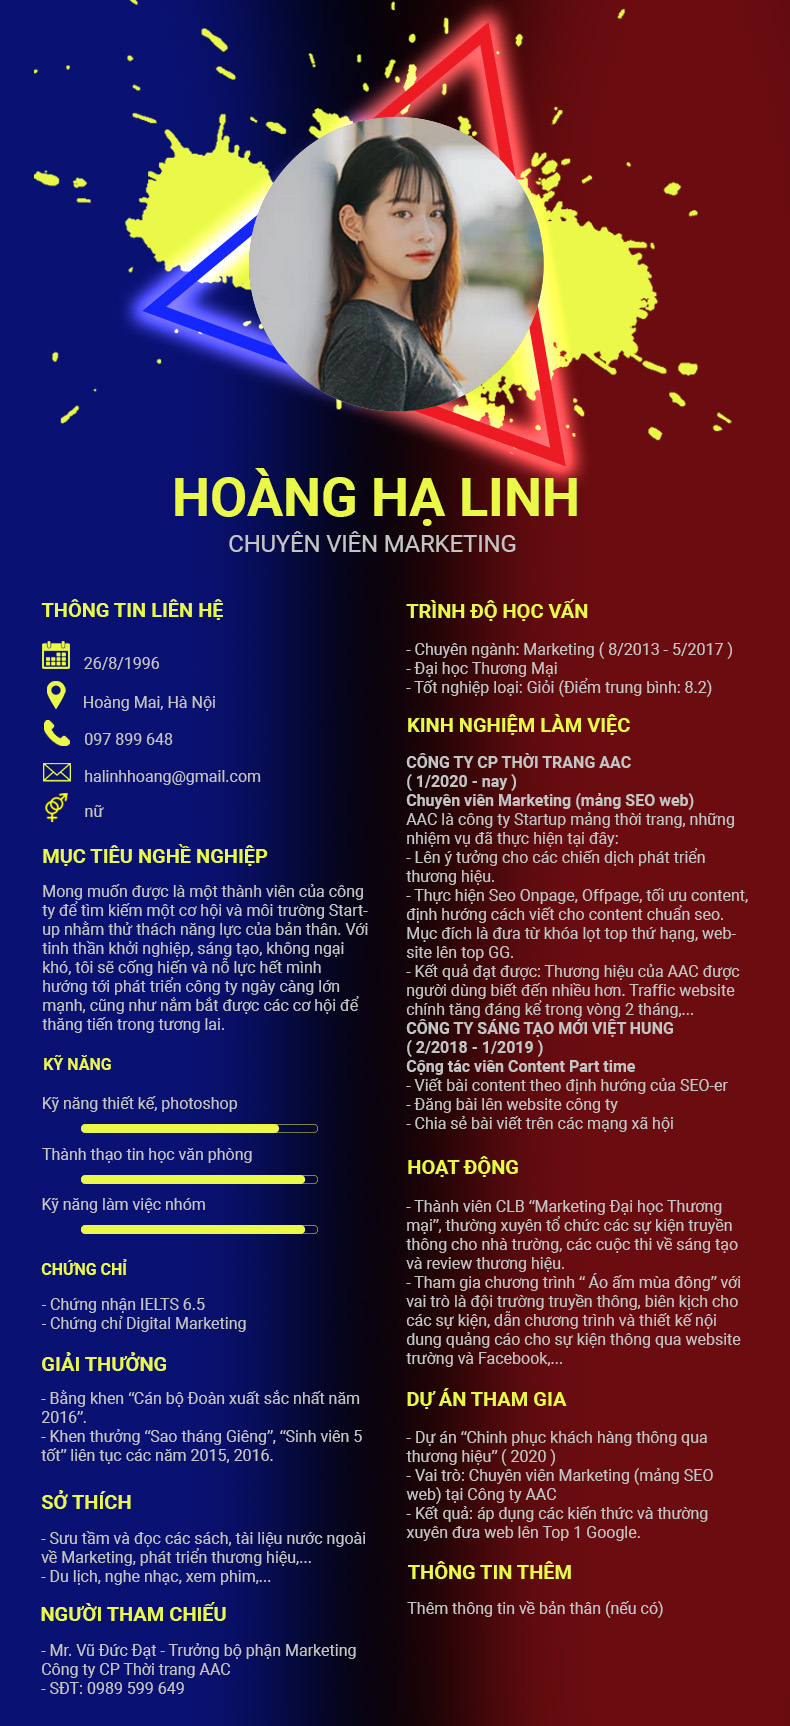 HOÀNG HẠ LINH
CHUYÊN VIÊN MARKETING
THÔNG TIN LIÊN HỆ
26/8/1996
Hoàng Mai, Hà Nội
097 899 648
halinhhoang@gmail.com
nữ
MỤC TIÊU NGHỀ NGHIỆP
Mong muốn được là một thành viên của công
ty để tìm kiếm một cơ hội và môi trường Start-
up nhằm thử thách năng lực của bản thân. Với
tinh thần khởi nghiệp, sáng tạo, không ngại
khó, tôi sẽ cống hiến và nỗ lực hết mình
hướng tới phát triển công ty ngày càng lớn
mạnh, cũng như nắm bắt được các cơ hội để
thăng tiến trong tương lai.
KỸ NĂNG
Kỹ năng thiết kế, photoshop
Thành thạo tin học văn phòng
Kỹ năng làm việc nhóm
CHỨNG CHỈ
- Chứng nhận IELTS 6.5
- Chứng chỉ Digital Marketing
GIẢI THƯỞNG
- Bằng khen “Cán bộ Đoàn xuất sắc nhất năm
2016”.
- Khen thưởng “Sao tháng Giêng”, “Sinh viên 5
tốt” liên tục các năm 2015, 2016.
SỞ THÍCH
- Sưu tầm và đọc các sách, tài liệu nước ngoài
về Marketing, phát triển thương hiệu,...
- Du lịch, nghe nhạc, xem phim,...
NGƯỜI THAM CHIẾU
- Mr. Vũ Đức Đạt - Trưởng bộ phận Marketing
Công ty CP Thời trang AAC
- SĐT: 0989 599 649
TRÌNH ĐỘ HỌC VẤN
- Chuyên ngành: Marketing ( 8/2013 - 5/2017 )
- Đại học Thương Mại
- Tốt nghiệp loại: Giỏi (Điểm trung bình: 8.2)
KINH NGHIỆM LÀM VIỆC
CÔNG TY CP THỜI TRANG AAC
( 1/2020 - nay )
Chuyên viên Marketing (mảng SEO web)
AAC là công ty Startup mảng thời trang, những
nhiệm vụ đã thực hiện tại đây:
- Lên ý tưởng cho các chiến dịch phát triển
thương hiệu.
- Thực hiện Seo Onpage, Offpage, tối ưu content,
định hướng cách viết cho content chuẩn seo.
Mục đích là đưa từ khóa lọt top thứ hạng, web-
site lên top GG.
- Kết quả đạt được: Thương hiệu của AAC được
người dùng biết đến nhiều hơn. Traffic website
chính tăng đáng kể trong vòng 2 tháng,...
CÔNG TY SÁNG TẠO MỚI VIỆT HUNG
( 2/2018 - 1/2019 )
Cộng tác viên Content Part time
- Viết bài content theo định hướng của SEO-er
- Đăng bài lên website công ty
- Chia sẻ bài viết trên các mạng xã hội
HOẠT ĐỘNG
- Thành viên CLB “Marketing Đại học Thương
mại”, thường xuyên tổ chức các sự kiện truyền
thông cho nhà trường, các cuộc thi về sáng tạo
và review thương hiệu.
- Tham gia chương trình “ Áo ấm mùa đông” với
vai trò là đội trưởng truyền thông, biên kịch cho
các sự kiện, dẫn chương trình và thiết kế nội
dung quảng cáo cho sự kiện thông qua website
trường và Facebook,...
DỰ ÁN THAM GIA
- Dự án “Chinh phục khách hàng thông qua
thương hiệu” ( 2020 )
- Vai trò: Chuyên viên Marketing (mảng SEO
web) tại Công ty AAC
- Kết quả: áp dụng các kiến thức và thường
xuyên đưa web lên Top 1 Google.
THÔNG TIN THÊM
Thêm thông tin về bản thân (nếu có)